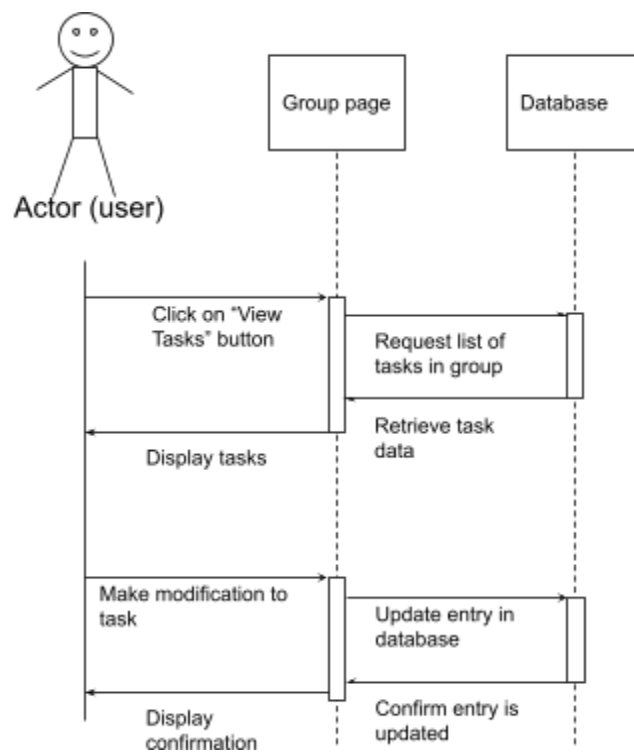 Group page
Database
Actor (user)
Click on “View
Tasks” button
Request list of
tasks in group
Retrieve task
data
Display tasks
Make modification to
task
Update entry in
database
Confirm entry is
updated
Display
confirmation